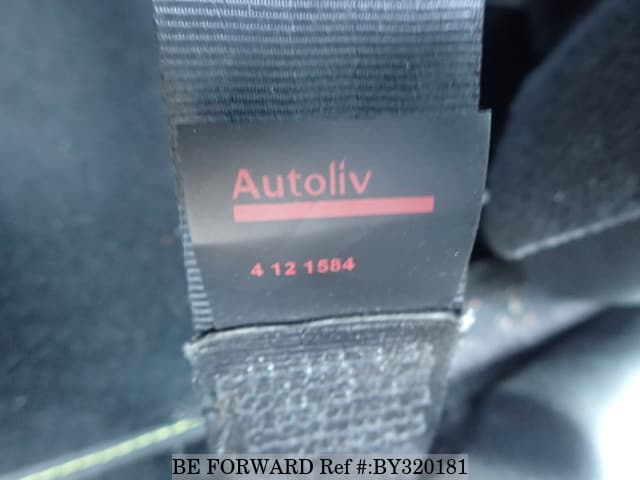 Autoliv
4 12 1584
BE FORWARD Ref #:BY320181